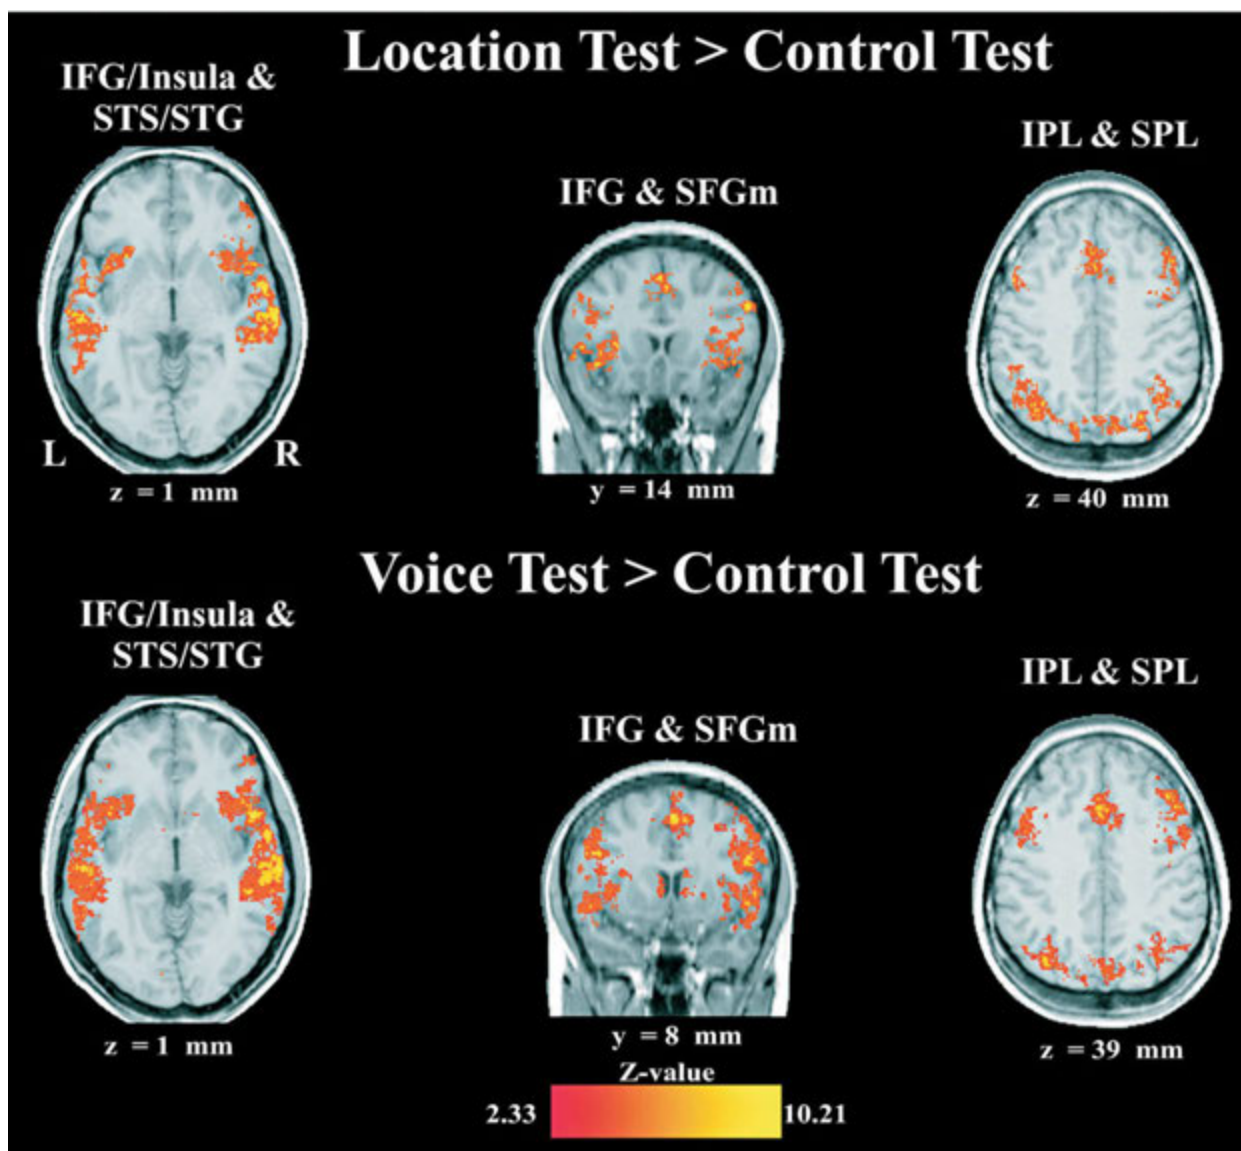 Location Test > Control Test
IFG/Insula &
STS/STG
IFG & SFGm
IPL & SPL
L
R
z = 1 mm
y = 14 mm
z = 40 mm
Voice Test > Control Test
IFG/Insula &
STS/STG
IFG & SFGm
IPL & SPL
z = 1 mm
y = 8 mm
z = 39 mm
Z-value
2.33
10.21